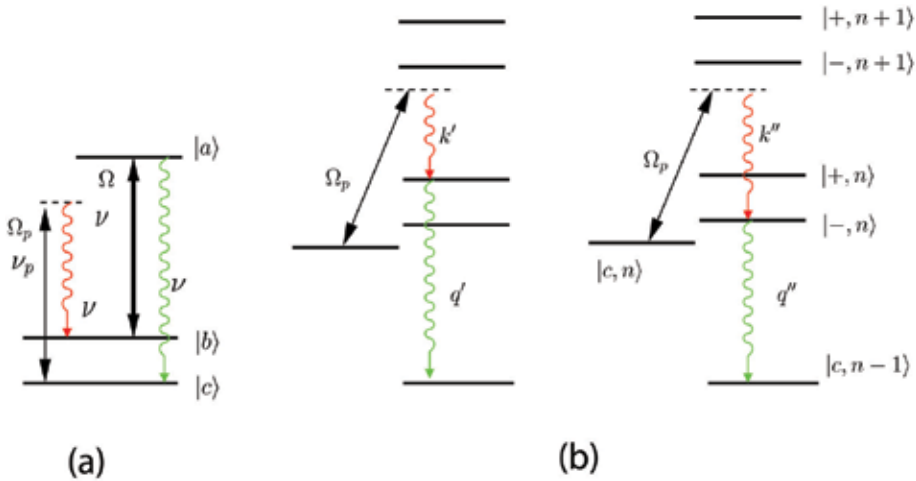 |a⟩
Ω
ν
Ω_p
ν_p
ν
ν
|b⟩
|c⟩
(a)
k′
Ω_p
q′
|+, n + 1⟩
|−, n + 1⟩
k″
Ω_p
|+, n⟩
|−, n⟩
|c, n⟩
q″
|c, n − 1⟩
(b)